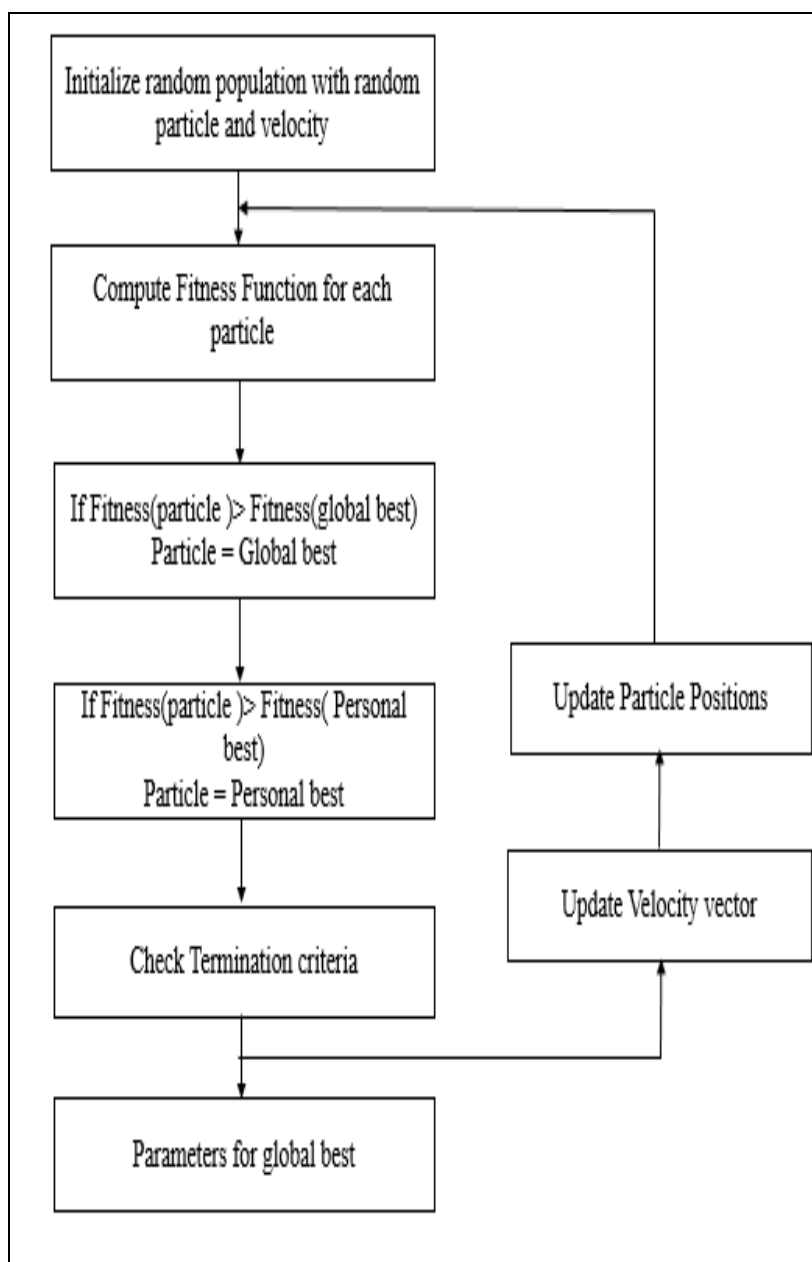 Initialize random population with random
particle and velocity
Compute Fitness Function for each
particle
If Fitness(particle )> Fitness(global best)
Particle = Global best
If Fitness(particle )> Fitness( Personal
best)
Particle = Personal best
Check Termination criteria
Parameters for global best
Update Particle Positions
Update Velocity vector